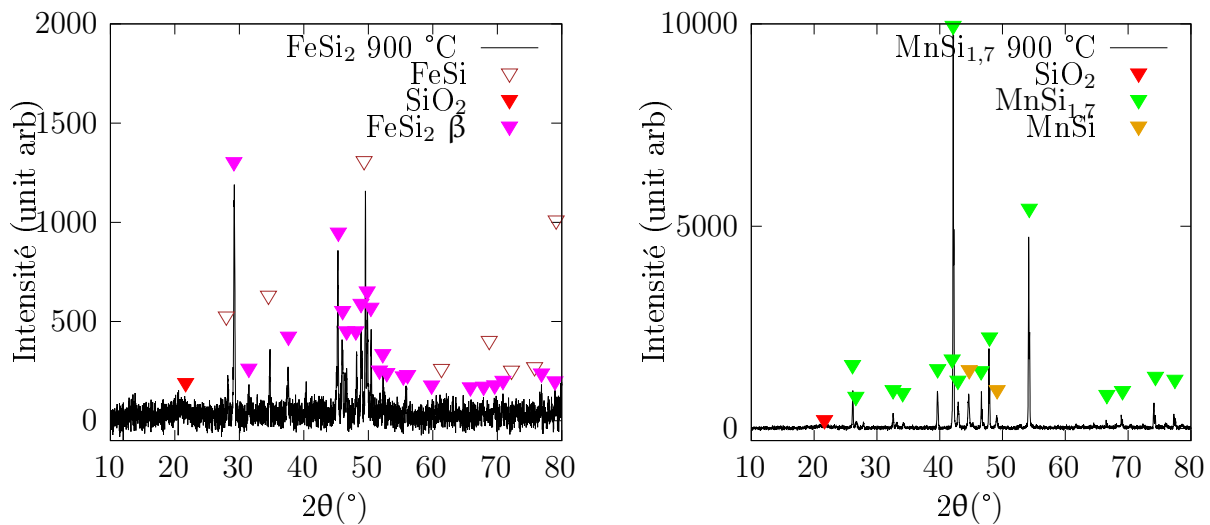 2000
1500
1000
500
0
10 20 30 40 50 60 70 80
2θ(°)
Intensité (unit arb)
FeSi₂ 900 °C
FeSi
SiO₂
FeSi₂ β
10000
5000
0
10 20 30 40 50 60 70 80
2θ(°)
Intensité (unit arb)
MnSi₁,₇ 900 °C
SiO₂
MnSi₁,₇
MnSi